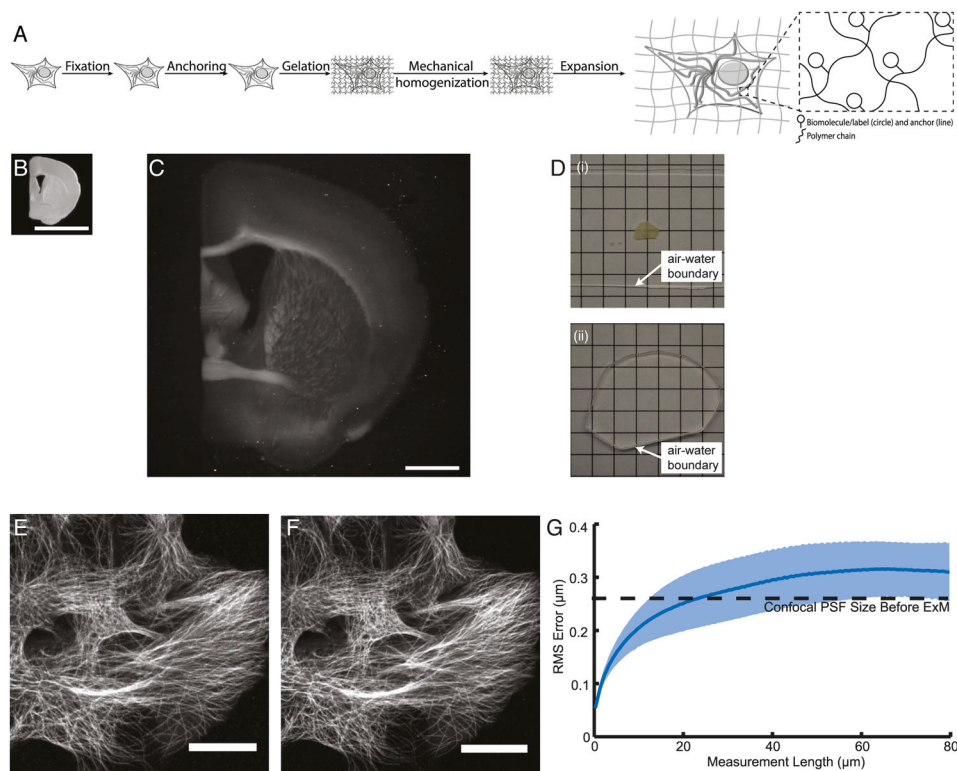 A
Fixation
Anchoring
Gelation
Mechanical
homogenization
Expansion
Biomolecule/label (circle) and anchor (line)
Polymer chain
B
C
D
(i)
air-water
boundary
(ii)
air-water
boundary
E
F
G
0.4
0.3
0.2
0.1
0
RMS Error (μm)
Confocal PSF Size Before ExM
0
20
40
60
80
Measurement Length (μm)